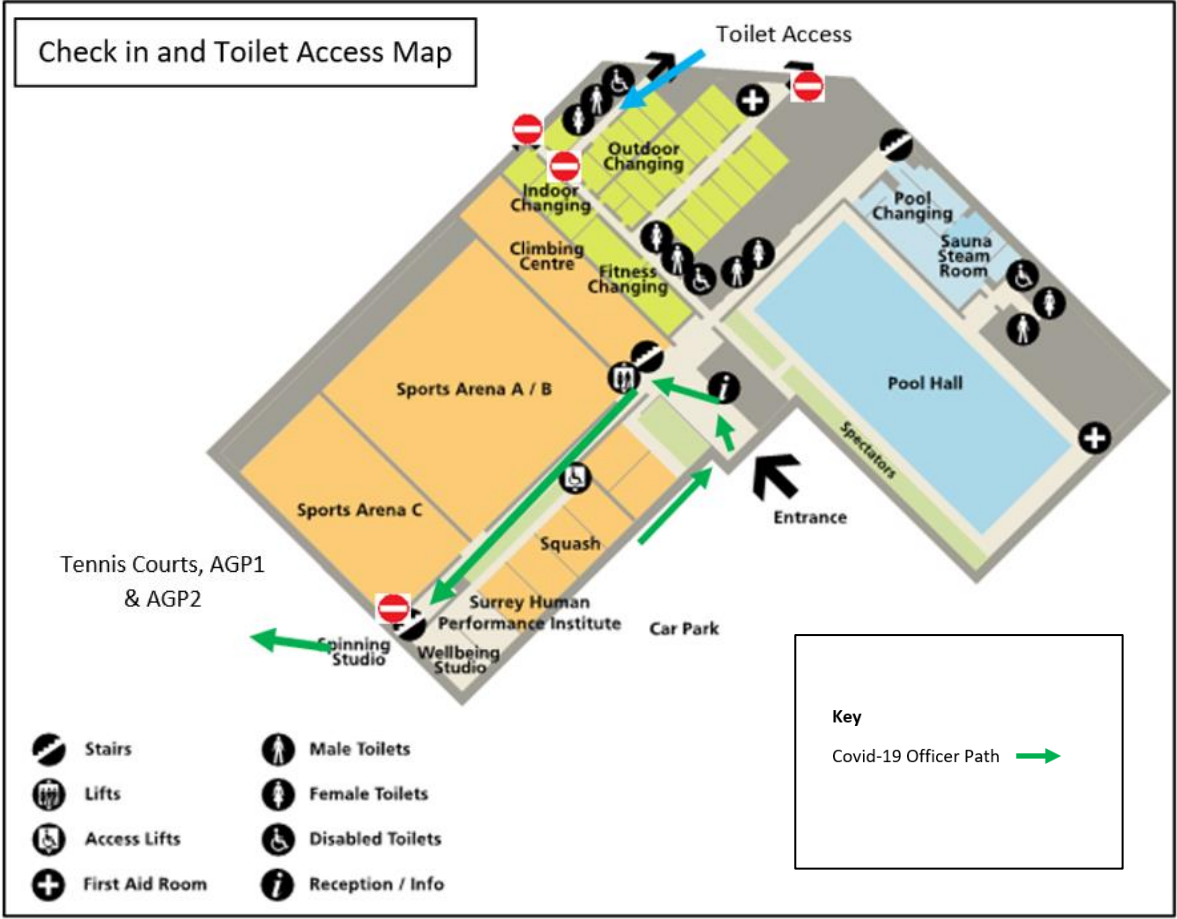 Check in and Toilet Access Map
Toilet Access
Outdoor
Changing
Indoor
Changing
Pool
Changing
Sauna
Steam
Room
Climbing
Centre
Fitness
Changing
Sports Arena A / B
Pool Hall
Spectators
Sports Arena C
Entrance
Squash
Tennis Courts, AGP1
& AGP2
Surrey Human
Performance Institute
Car Park
Spinning
Studio
Wellbeing
Studio
Key
Covid-19 Officer Path
Stairs
Male Toilets
Lifts
Female Toilets
Access Lifts
Disabled Toilets
First Aid Room
Reception / Info